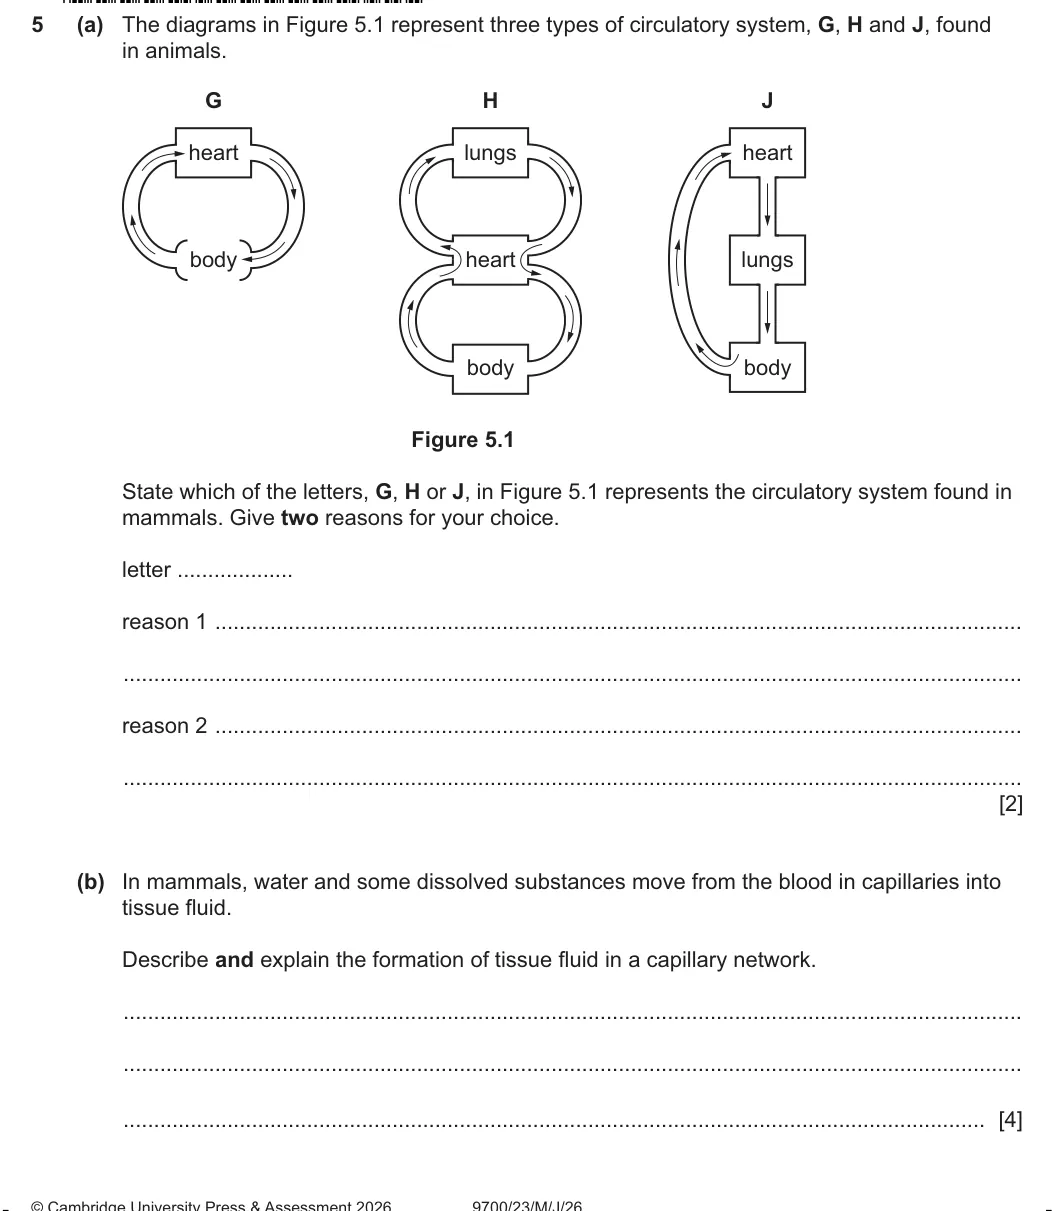 5 (a) The diagrams in Figure 5.1 represent three types of circulatory system, G, H and J, found
in animals.
G H J
heart lungs heart
body heart lungs
body body
Figure 5.1
State which of the letters, G, H or J, in Figure 5.1 represents the circulatory system found in
mammals. Give two reasons for your choice.
letter ...................
reason 1 ....................................................................................................................................
...................................................................................................................................................
reason 2 ....................................................................................................................................
...................................................................................................................................................
[2]
(b) In mammals, water and some dissolved substances move from the blood in capillaries into
tissue fluid.
Describe and explain the formation of tissue fluid in a capillary network.
...................................................................................................................................................
...................................................................................................................................................
............................................................................................................................................. [4]
© Cambridge University Press & Assessment 2026 9700/23/M/J/26